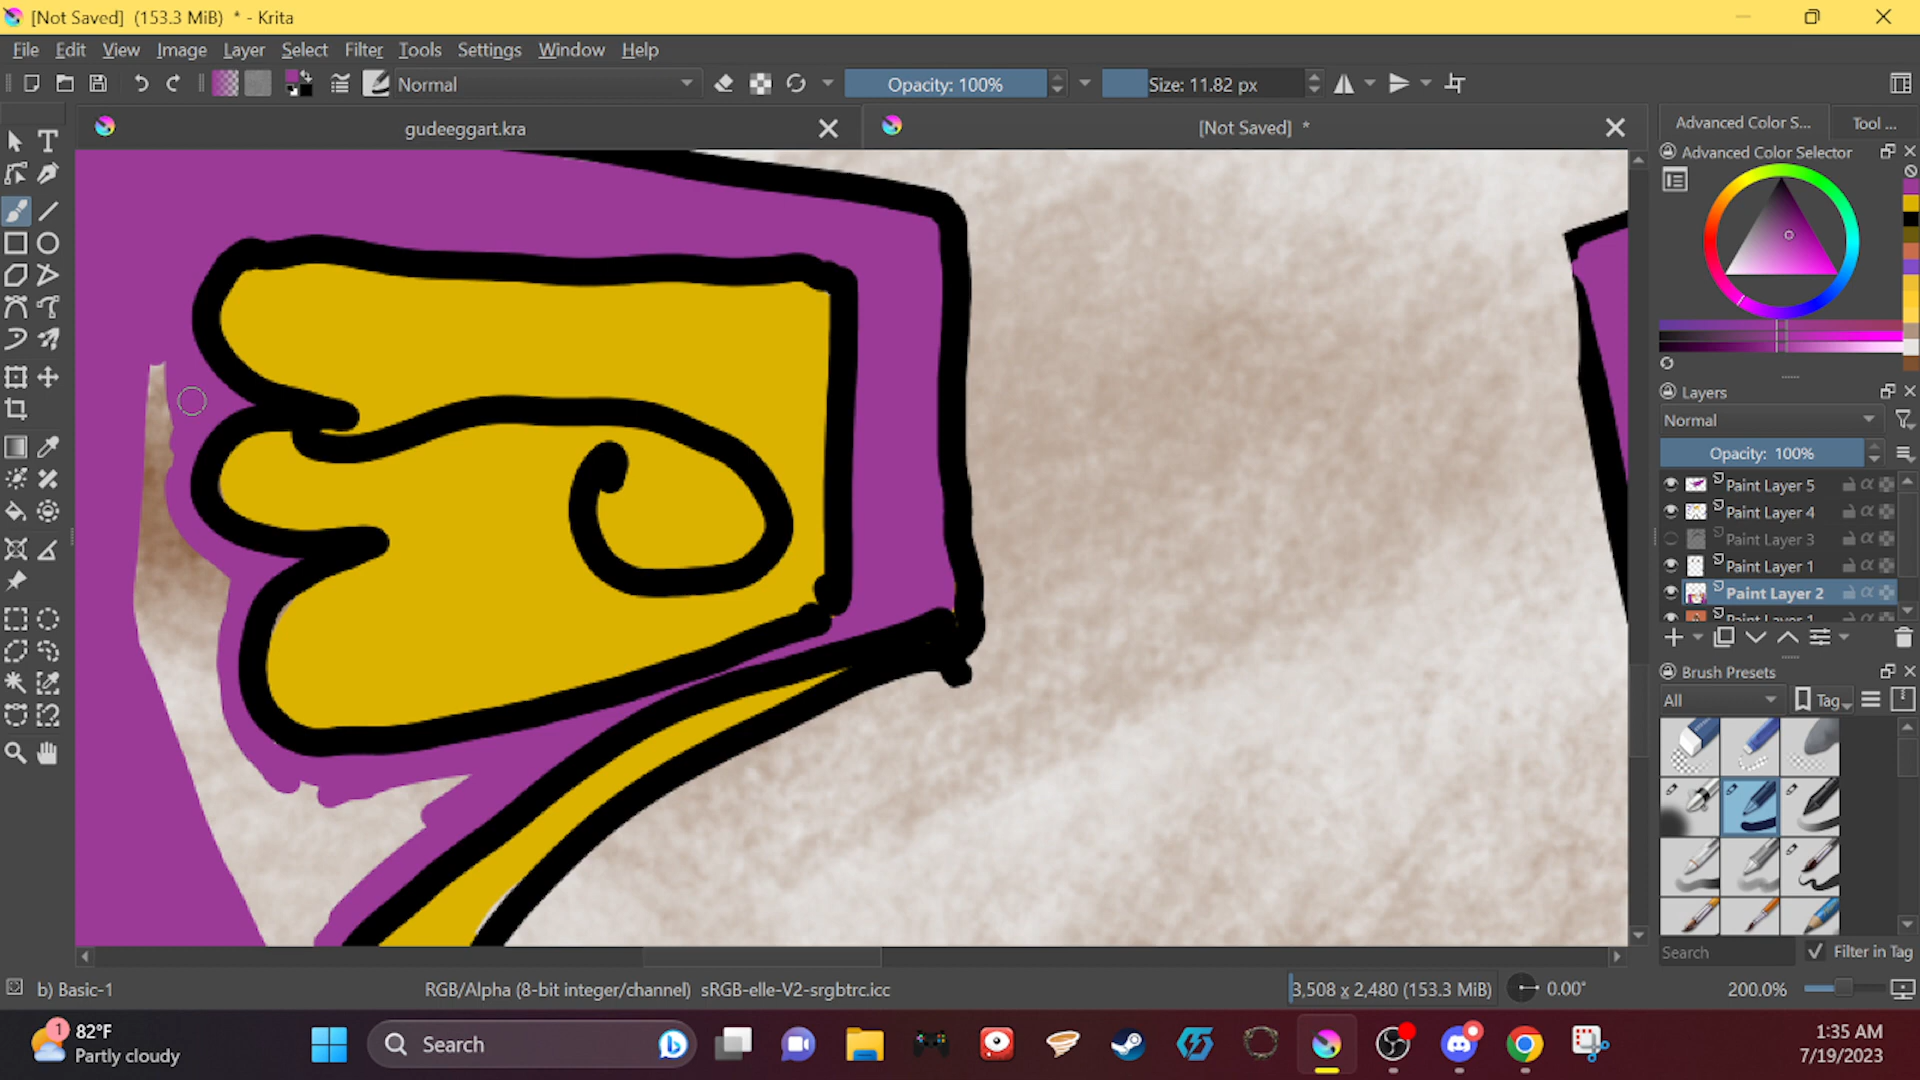 [Not Saved] (153.3 MiB) * - Krita
File Edit View Image Layer Select Filter Tools Settings Window Help
Normal Opacity: 100% Size: 11.82 px
gudeeggart.kra [Not Saved] *
Advanced Color S... Tool ...
Advanced Color Selector
Layers
Normal
Opacity: 100%
Paint Layer 5
Paint Layer 4
Paint Layer 3
Paint Layer 1
Paint Layer 2
Paint Layer 1
Brush Presets
All Tag
Search Filter in Tag
b) Basic-1 RGB/Alpha (8-bit integer/channel) sRGB-elle-V2-srgbtrc.icc 3,508 x 2,480 (153.3 MiB) 0.00° 200.0%
1 82°F
Partly cloudy
Search
1:35 AM
7/19/2023